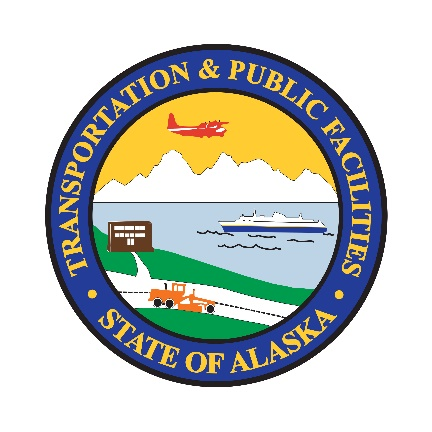 TRANSPORTATION & PUBLIC FACILITIES
STATE OF ALASKA